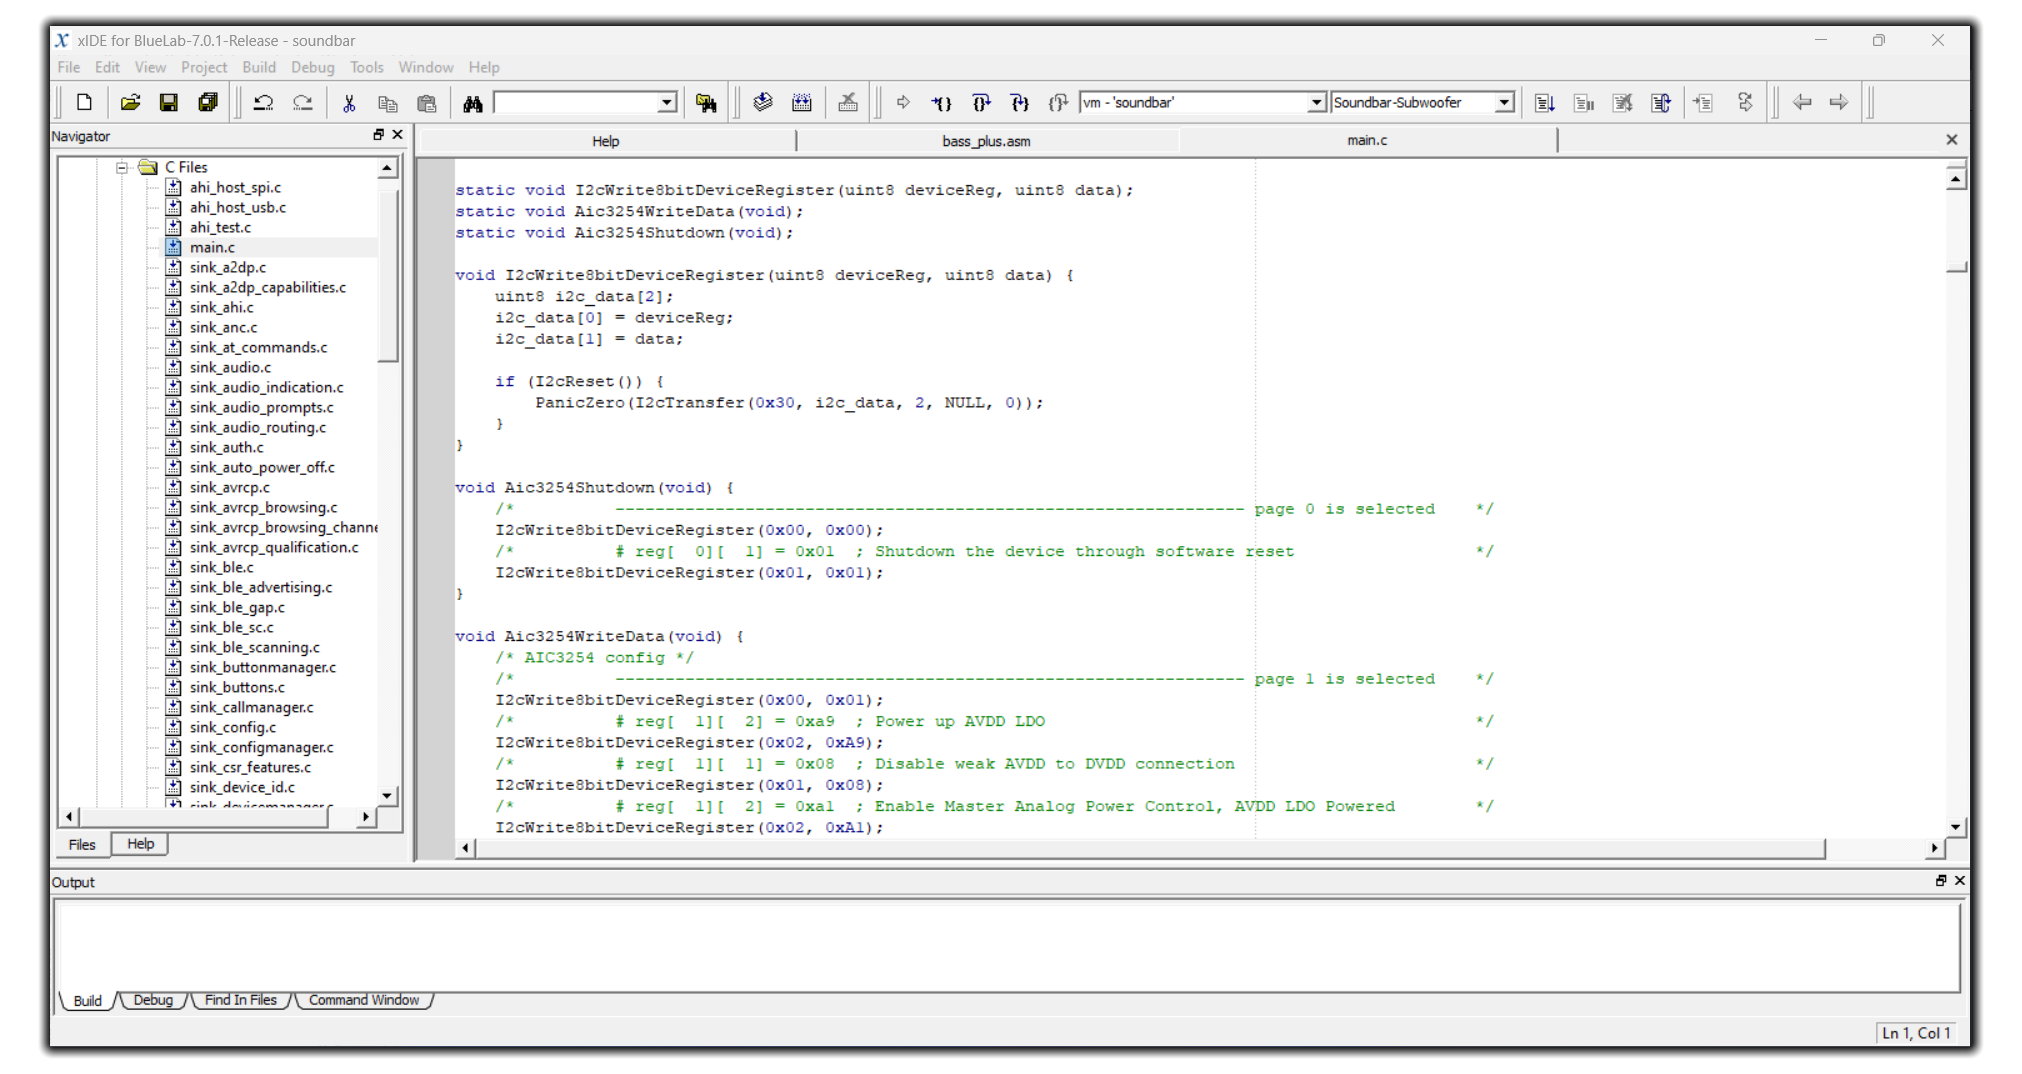 xIDE for BlueLab-7.0.1-Release - soundbar
File Edit View Project Build Debug Tools Window Help
vm - 'soundbar' Soundbar-Subwoofer
Navigator
Help bass_plus.asm main.c
C Files
ahi_host_spi.c
ahi_host_usb.c
ahi_test.c
main.c
sink_a2dp.c
sink_a2dp_capabilities.c
sink_ahi.c
sink_anc.c
sink_at_commands.c
sink_audio.c
sink_audio_indication.c
sink_audio_prompts.c
sink_audio_routing.c
sink_auth.c
sink_auto_power_off.c
sink_avrcp.c
sink_avrcp_browsing.c
sink_avrcp_browsing_channe
sink_avrcp_qualification.c
sink_ble.c
sink_ble_advertising.c
sink_ble_gap.c
sink_ble_sc.c
sink_ble_scanning.c
sink_buttonmanager.c
sink_buttons.c
sink_callmanager.c
sink_config.c
sink_configmanager.c
sink_csr_features.c
sink_device_id.c
sink_devicemanager.c
Files Help
static void I2cWrite8bitDeviceRegister(uint8 deviceReg, uint8 data);
static void Aic3254WriteData(void);
static void Aic3254Shutdown(void);
void I2cWrite8bitDeviceRegister(uint8 deviceReg, uint8 data) {
uint8 i2c_data[2];
i2c_data[0] = deviceReg;
i2c_data[1] = data;
if (I2cReset()) {
PanicZero(I2cTransfer(0x30, i2c_data, 2, NULL, 0));
}
}
void Aic3254Shutdown(void) {
/* --------------------------------------------------------------- page 0 is selected */
I2cWrite8bitDeviceRegister(0x00, 0x00);
/* # reg[ 0][ 1] = 0x01 ; Shutdown the device through software reset */
I2cWrite8bitDeviceRegister(0x01, 0x01);
}
void Aic3254WriteData(void) {
/* AIC3254 config */
/* --------------------------------------------------------------- page 1 is selected */
I2cWrite8bitDeviceRegister(0x00, 0x01);
/* # reg[ 1][ 2] = 0xa9 ; Power up AVDD LDO */
I2cWrite8bitDeviceRegister(0x02, 0xA9);
/* # reg[ 1][ 1] = 0x08 ; Disable weak AVDD to DVDD connection */
I2cWrite8bitDeviceRegister(0x01, 0x08);
/* # reg[ 1][ 2] = 0xa1 ; Enable Master Analog Power Control, AVDD LDO Powered */
I2cWrite8bitDeviceRegister(0x02, 0xA1);
Output
Build Debug Find In Files Command Window
Ln 1, Col 1